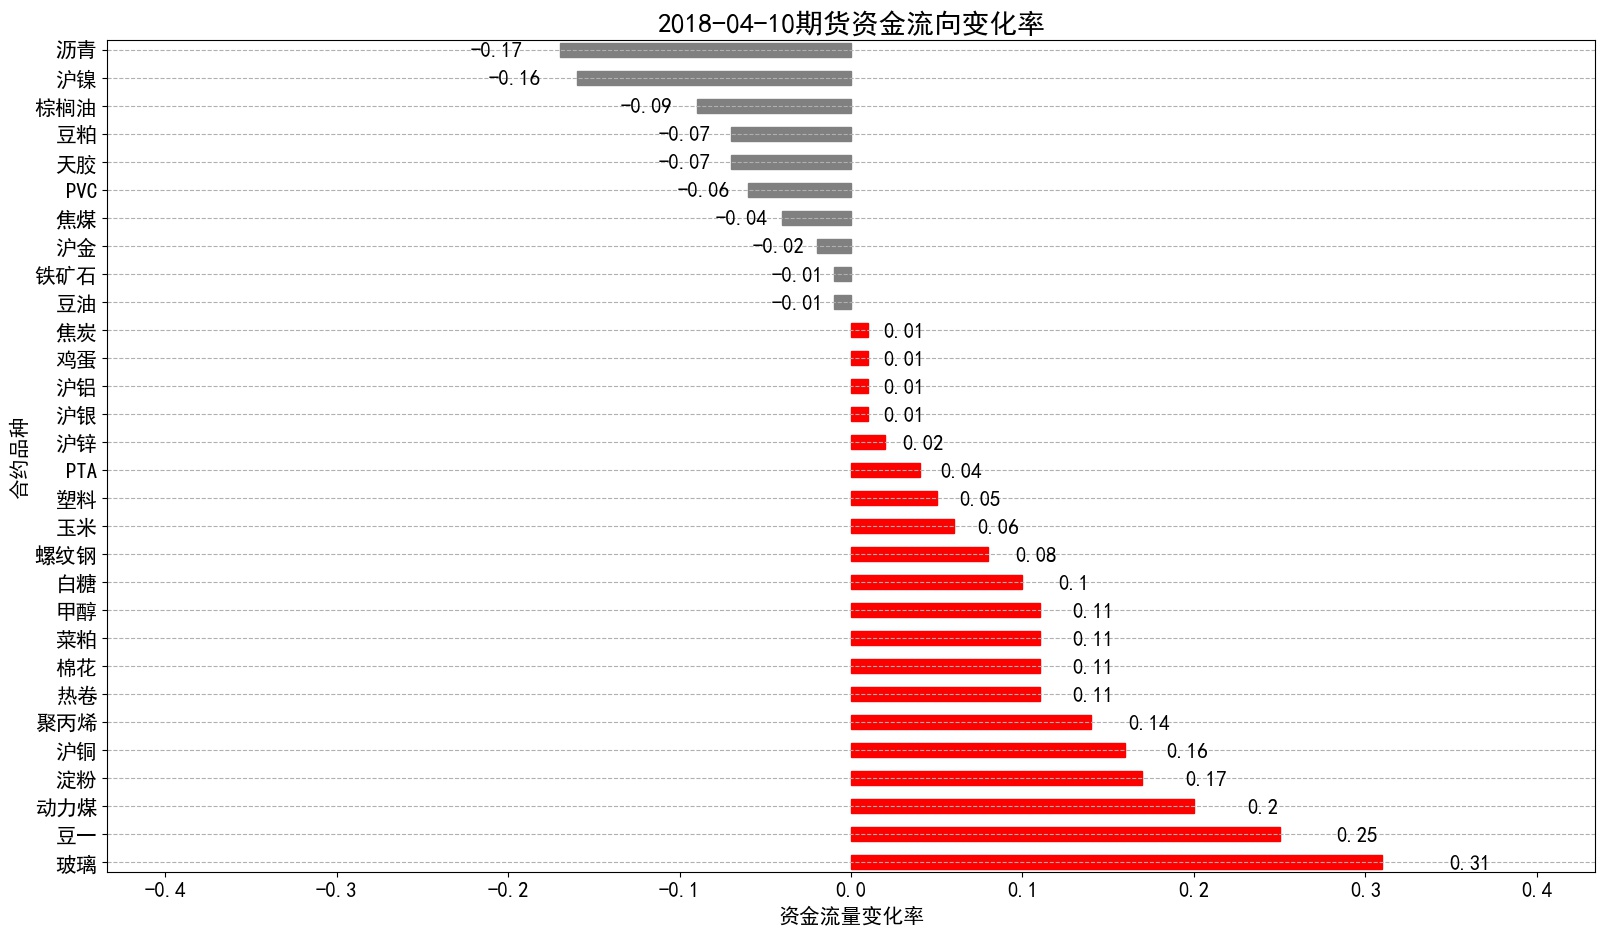 2018-04-10期货资金流向变化率
沥青 -0.17
沪镍 -0.16
棕榈油 -0.09
豆粕 -0.07
天胶 -0.07
PVC -0.06
焦煤 -0.04
沪金 -0.02
铁矿石 -0.01
豆油 -0.01
焦炭 0.01
鸡蛋 0.01
沪铝 0.01
沪银 0.01
沪锌 0.02
PTA 0.04
塑料 0.05
玉米 0.06
螺纹钢 0.08
白糖 0.1
甲醇 0.11
菜粕 0.11
棉花 0.11
热卷 0.11
聚丙烯 0.14
沪铜 0.16
淀粉 0.17
动力煤 0.2
豆一 0.25
玻璃 0.31
合约品种
-0.4 -0.3 -0.2 -0.1 0.0 0.1 0.2 0.3 0.4
资金流量变化率